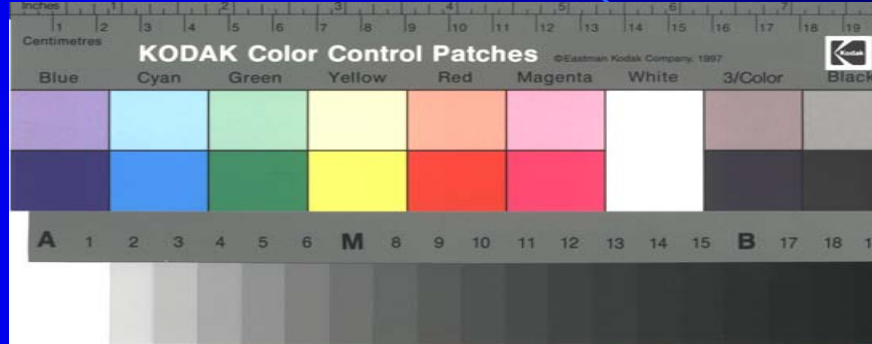 Inches 1 2 3 4 5 6 7
1 2 3 4 5 6 7 8 9 10 11 12 13 14 15 16 17 18 19
Centimetres
KODAK Color Control Patches ©Eastman Kodak Company, 1997 Kodak
Blue Cyan Green Yellow Red Magenta White 3/Color Black
A 1 2 3 4 5 6 M 8 9 10 11 12 13 14 15 B 17 18